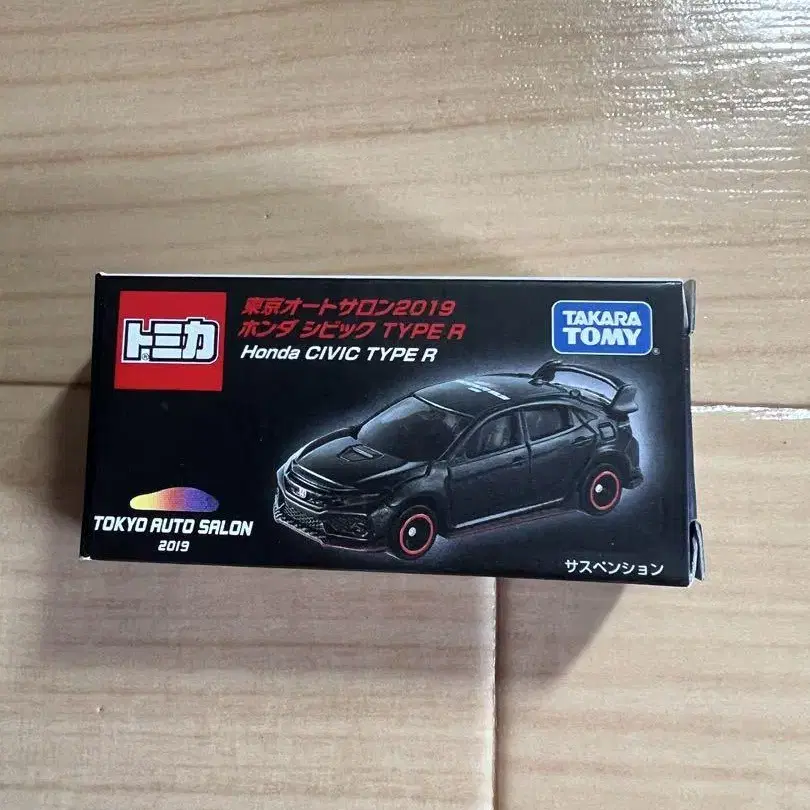 トミカ
東京オートサロン2019
ホンダ シビック TYPE R
Honda CIVIC TYPE R
TAKARA
TOMY
TOKYO AUTO SALON
2019
サスペンション